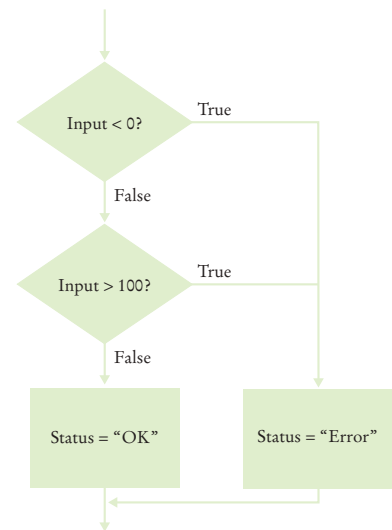 Input < 0?
True
False
Input > 100?
True
False
Status = “OK”
Status = “Error”